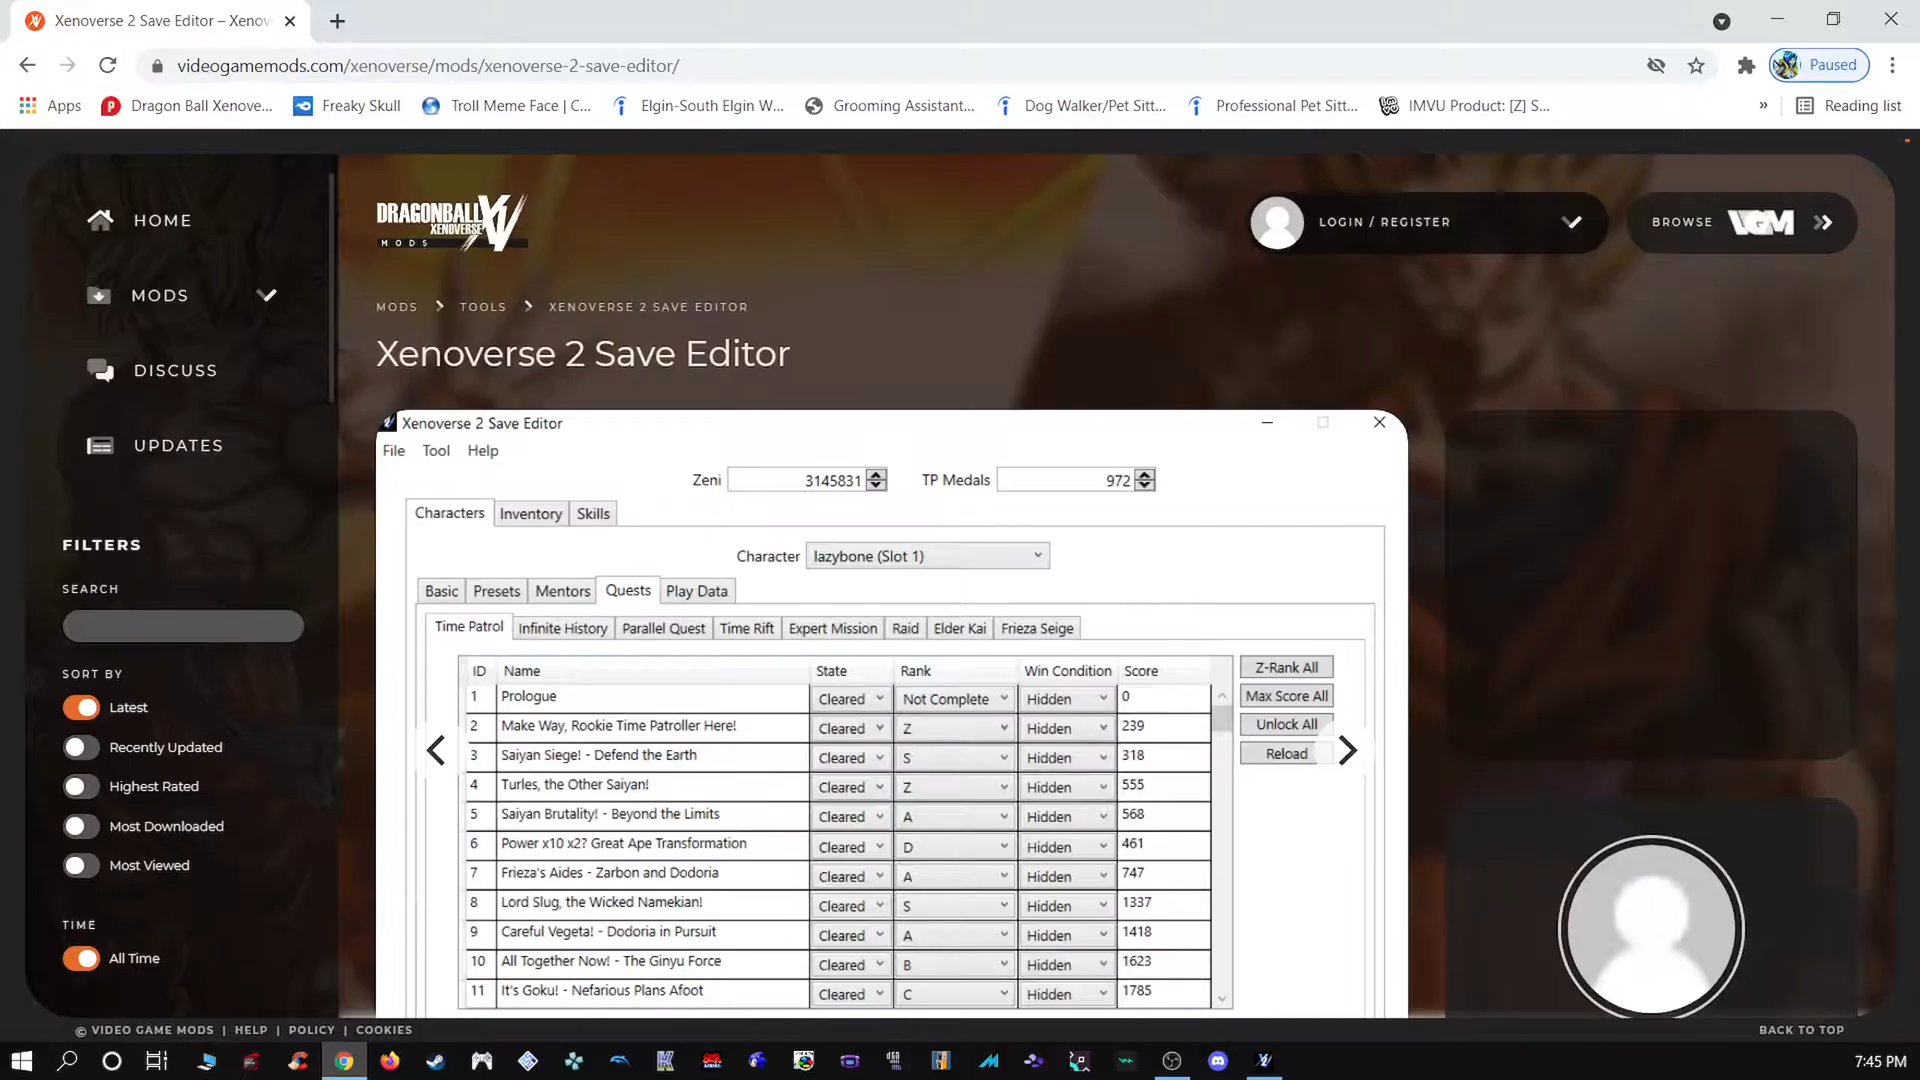 Xenoverse 2 Save Editor – Xenov
videogamemods.com/xenoverse/mods/xenoverse-2-save-editor/
Paused
Apps
Dragon Ball Xenove...
Freaky Skull
Troll Meme Face | C...
Elgin-South Elgin W...
Grooming Assistant...
Dog Walker/Pet Sitt...
Professional Pet Sitt...
IMVU Product: [Z] S...
»
Reading list
HOME
MODS
DISCUSS
UPDATES
FILTERS
SEARCH
SORT BY
Latest
Recently Updated
Highest Rated
Most Downloaded
Most Viewed
TIME
All Time
DRAGONBALL XV
XENOVERSE
MODS
LOGIN / REGISTER
BROWSE VGM
MODS > TOOLS > XENOVERSE 2 SAVE EDITOR
Xenoverse 2 Save Editor
Xenoverse 2 Save Editor
File Tool Help
Zeni 3145831 TP Medals 972
Characters Inventory Skills
Character lazybone (Slot 1)
Basic Presets Mentors Quests Play Data
Time Patrol Infinite History Parallel Quest Time Rift Expert Mission Raid Elder Kai Frieza Seige
ID Name State Rank Win Condition Score
1 Prologue Cleared Not Complete Hidden 0
2 Make Way, Rookie Time Patroller Here! Cleared Z Hidden 239
3 Saiyan Siege! - Defend the Earth Cleared S Hidden 318
4 Turles, the Other Saiyan! Cleared Z Hidden 555
5 Saiyan Brutality! - Beyond the Limits Cleared A Hidden 568
6 Power x10 x2? Great Ape Transformation Cleared D Hidden 461
7 Frieza's Aides - Zarbon and Dodoria Cleared A Hidden 747
8 Lord Slug, the Wicked Namekian! Cleared S Hidden 1337
9 Careful Vegeta! - Dodoria in Pursuit Cleared A Hidden 1418
10 All Together Now! - The Ginyu Force Cleared B Hidden 1623
11 It's Goku! - Nefarious Plans Afoot Cleared C Hidden 1785
Z-Rank All
Max Score All
Unlock All
Reload
© VIDEO GAME MODS | HELP | POLICY | COOKIES
BACK TO TOP
7:45 PM